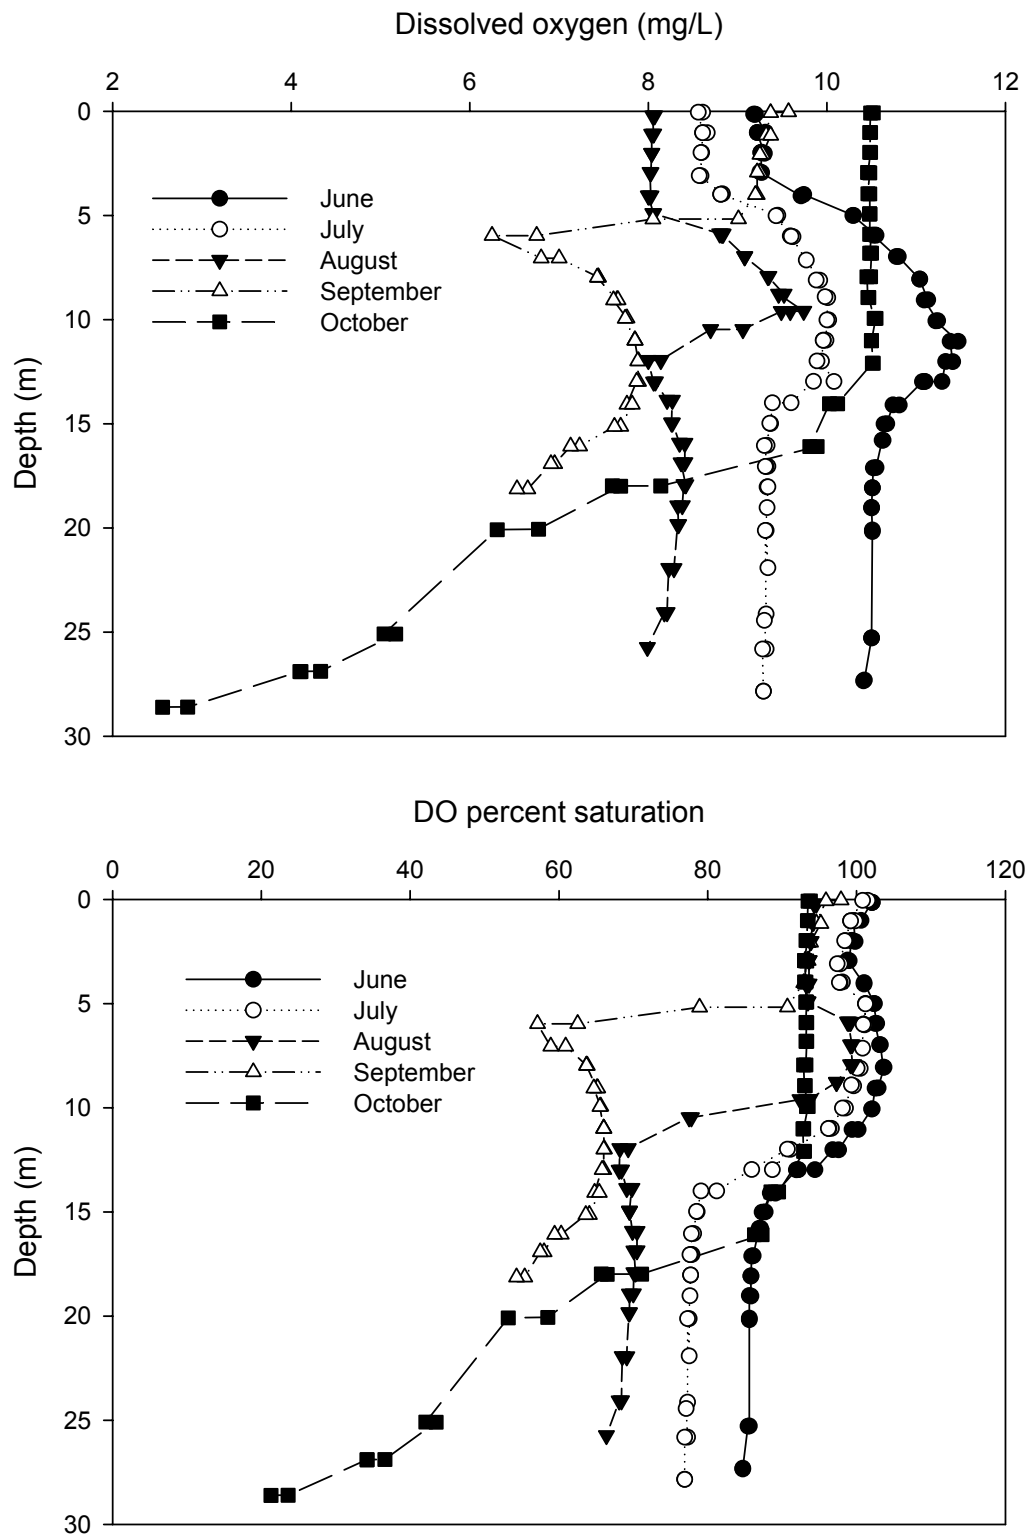 Dissolved oxygen (mg/L)
2 4 6 8 10 12
0
5
10
15
20
25
30
Depth (m)
June
July
August
September
October
DO percent saturation
0 20 40 60 80 100 120
0
5
10
15
20
25
30
Depth (m)
June
July
August
September
October